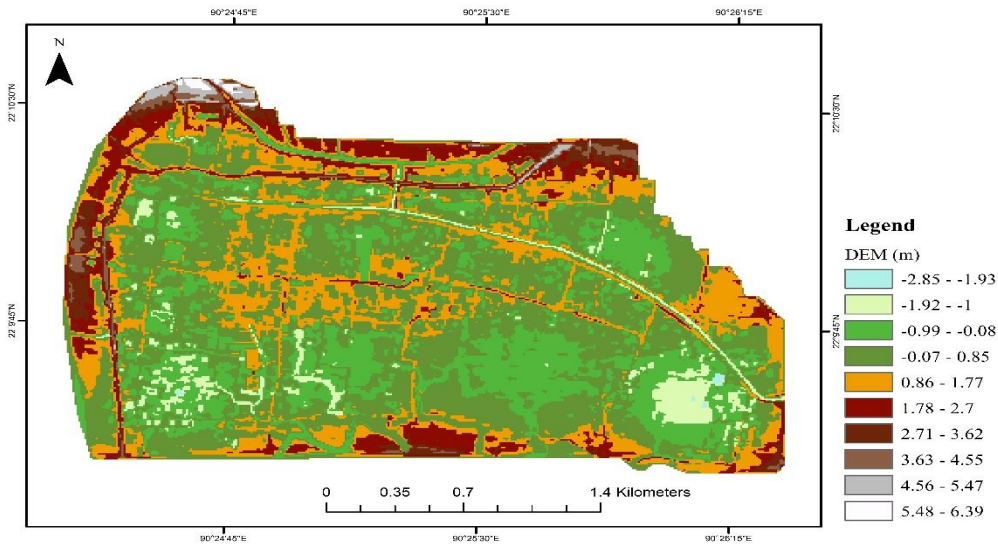 90°24'45"E 90°25'30"E 90°26'15"E
N
22°10'30"N 22°10'30"N
22°9'45"N 22°9'45"N
Legend
DEM (m)
-2.85 - -1.93
-1.92 - -1
-0.99 - -0.08
-0.07 - 0.85
0.86 - 1.77
1.78 - 2.7
2.71 - 3.62
3.63 - 4.55
4.56 - 5.47
5.48 - 6.39
0 0.35 0.7 1.4 Kilometers
90°24'45"E 90°25'30"E 90°26'15"E